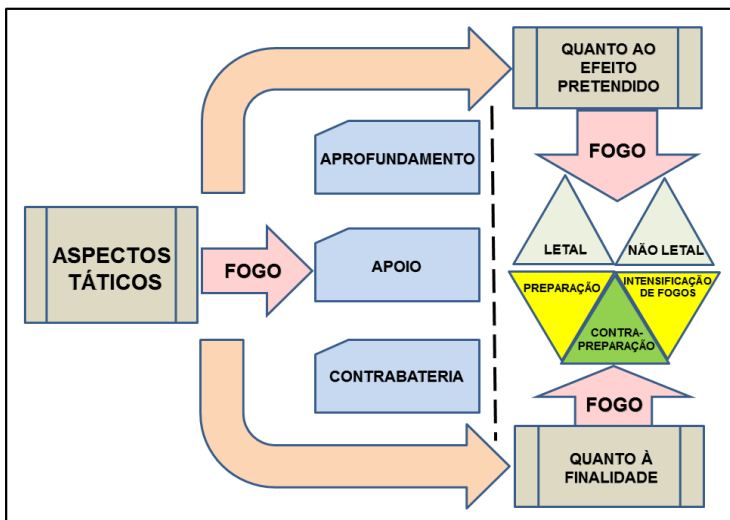 QUANTO AO
EFEITO
PRETENDIDO
FOGO
APROFUNDAMENTO
LETAL
NÃO LETAL
ASPECTOS
TÁTICOS
FOGO
APOIO
PREPARAÇÃO
INTENSIFICAÇÃO
DE FOGOS
CONTRA-
PREPARAÇÃO
CONTRABATERIA
FOGO
QUANTO À
FINALIDADE